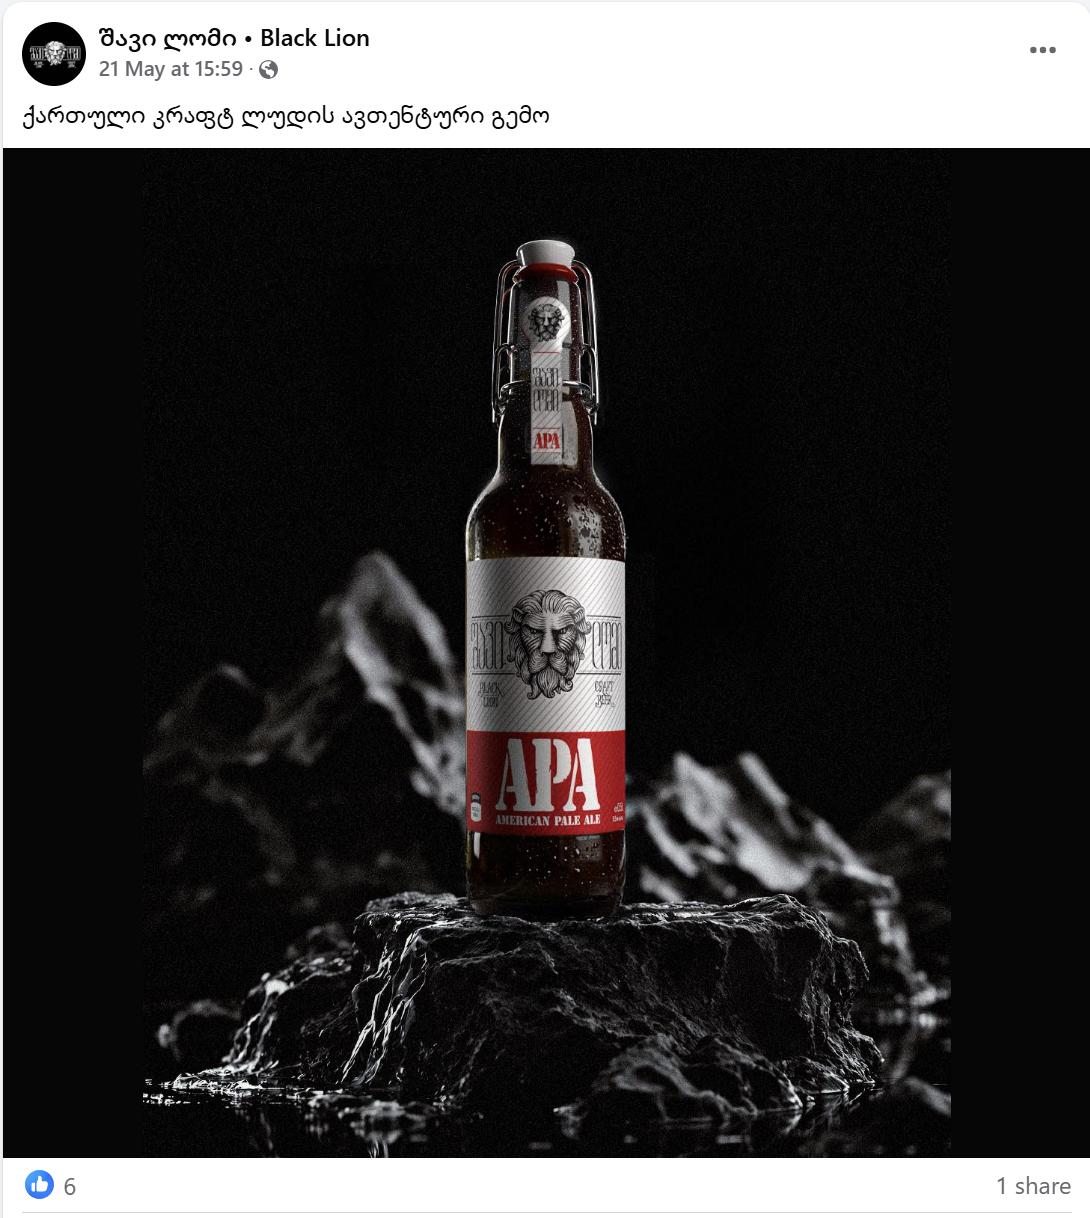 შავი ლომი • Black Lion
21 May at 15:59 ·
ქართული კრაფტ ლუდის ავთენტური გემო
შავი
ლომი
APA
შავი ლომი
BLACK
LION
CRAFT
BEER
APA
AMERICAN PALE ALE
6
1 share